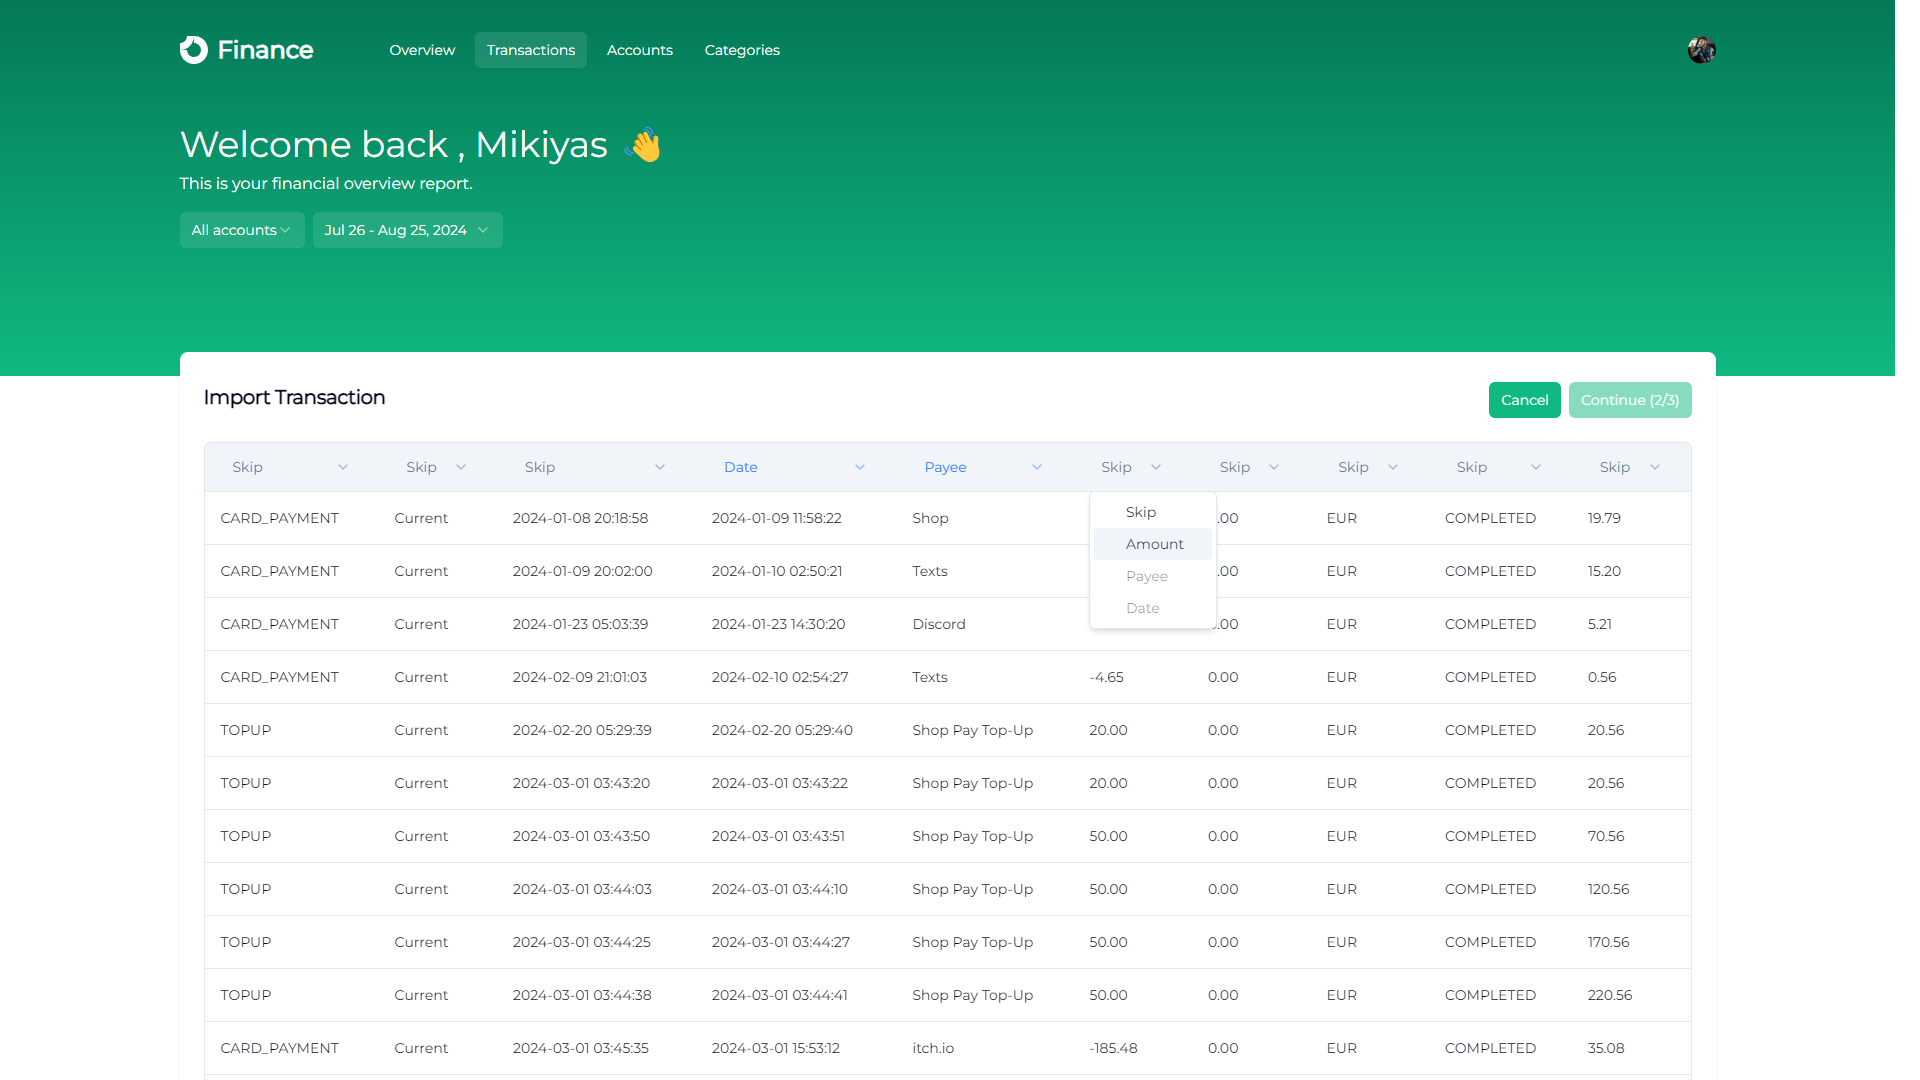 Finance Overview Transactions Accounts Categories
Welcome back , Mikiyas 👋
This is your financial overview report.
All accounts Jul 26 - Aug 25, 2024
Import Transaction Cancel Continue (2/3)
Skip Skip Skip Date Payee Skip Skip Skip Skip Skip
CARD_PAYMENT Current 2024-01-08 20:18:58 2024-01-09 11:58:22 Shop .00 EUR COMPLETED 19.79
CARD_PAYMENT Current 2024-01-09 20:02:00 2024-01-10 02:50:21 Texts .00 EUR COMPLETED 15.20
CARD_PAYMENT Current 2024-01-23 05:03:39 2024-01-23 14:30:20 Discord .00 EUR COMPLETED 5.21
Skip
Amount
Payee
Date
CARD_PAYMENT Current 2024-02-09 21:01:03 2024-02-10 02:54:27 Texts -4.65 0.00 EUR COMPLETED 0.56
TOPUP Current 2024-02-20 05:29:39 2024-02-20 05:29:40 Shop Pay Top-Up 20.00 0.00 EUR COMPLETED 20.56
TOPUP Current 2024-03-01 03:43:20 2024-03-01 03:43:22 Shop Pay Top-Up 20.00 0.00 EUR COMPLETED 20.56
TOPUP Current 2024-03-01 03:43:50 2024-03-01 03:43:51 Shop Pay Top-Up 50.00 0.00 EUR COMPLETED 70.56
TOPUP Current 2024-03-01 03:44:03 2024-03-01 03:44:10 Shop Pay Top-Up 50.00 0.00 EUR COMPLETED 120.56
TOPUP Current 2024-03-01 03:44:25 2024-03-01 03:44:27 Shop Pay Top-Up 50.00 0.00 EUR COMPLETED 170.56
TOPUP Current 2024-03-01 03:44:38 2024-03-01 03:44:41 Shop Pay Top-Up 50.00 0.00 EUR COMPLETED 220.56
CARD_PAYMENT Current 2024-03-01 03:45:35 2024-03-01 15:53:12 itch.io -185.48 0.00 EUR COMPLETED 35.08